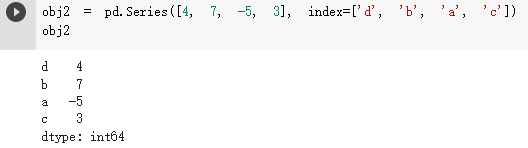 obj2 = pd.Series([4, 7, -5, 3], index=['d', 'b', 'a', 'c'])
obj2
d 4
b 7
a -5
c 3
dtype: int64